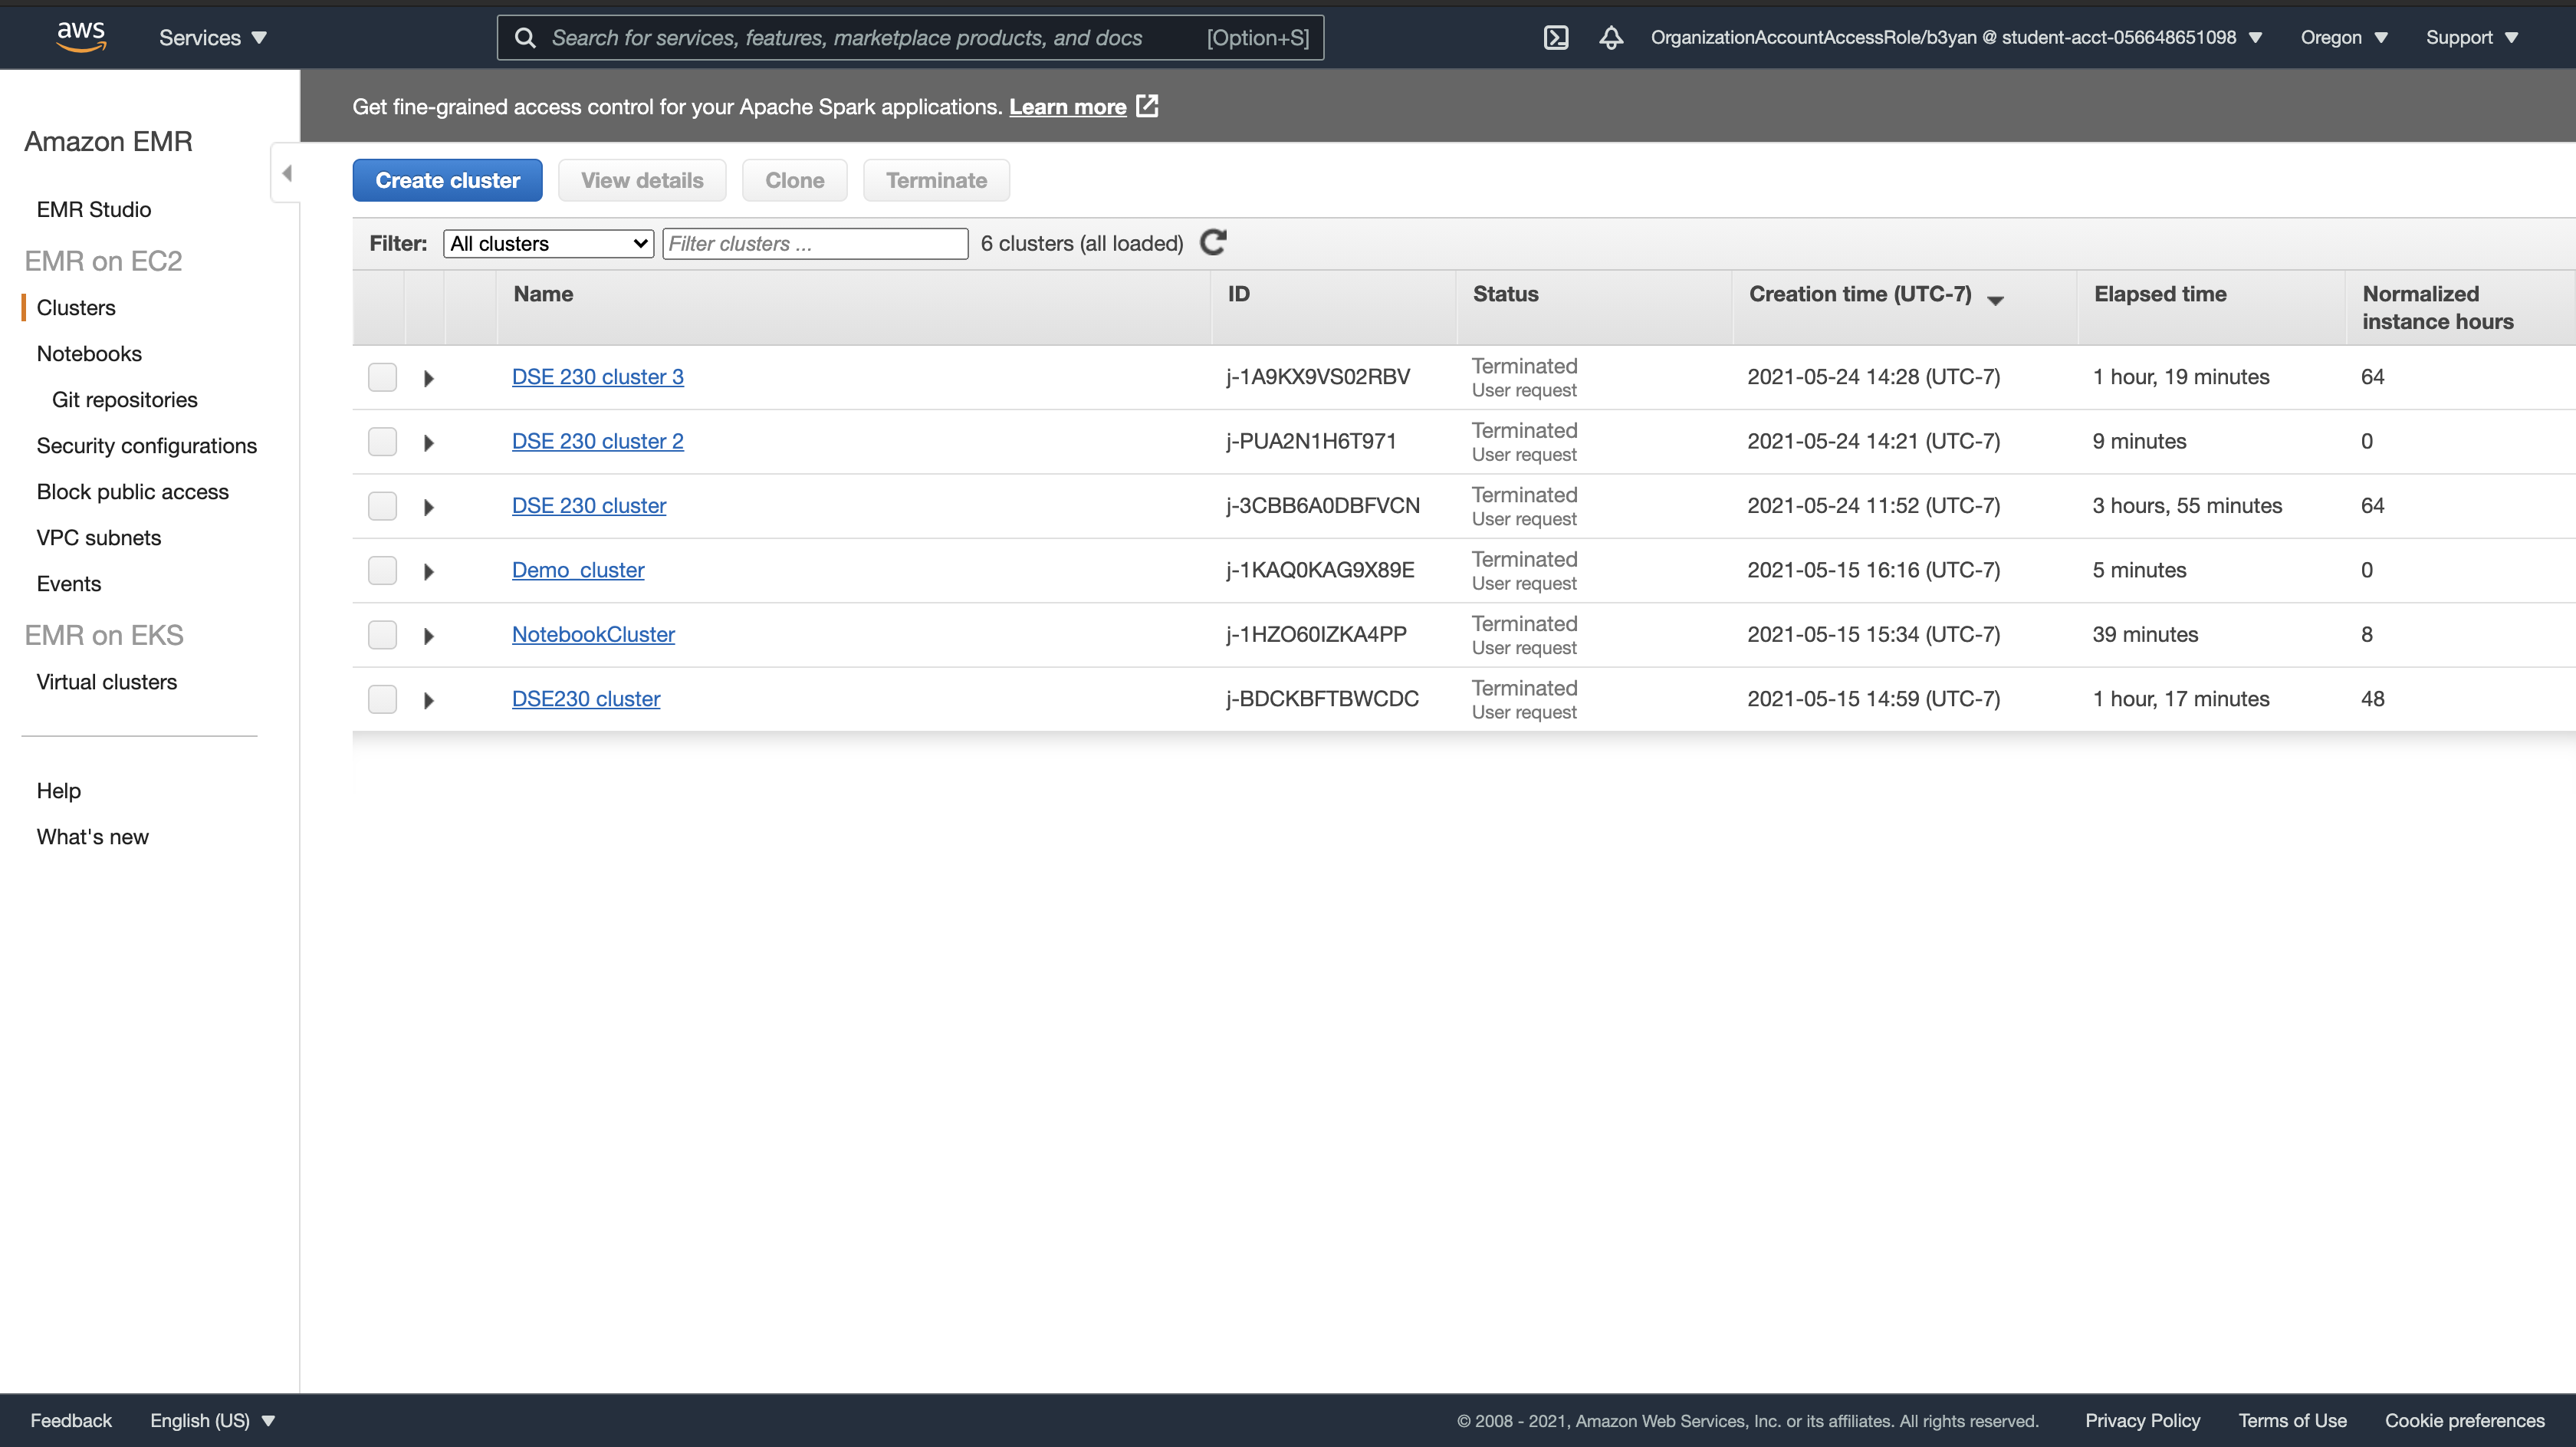 aws
Services
Search for services, features, marketplace products, and docs [Option+S]
OrganizationAccountAccessRole/b3yan @ student-acct-056648651098
Oregon
Support
Amazon EMR
EMR Studio
EMR on EC2
Clusters
Notebooks
Git repositories
Security configurations
Block public access
VPC subnets
Events
EMR on EKS
Virtual clusters
Help
What's new
Get fine-grained access control for your Apache Spark applications. Learn more
Create cluster View details Clone Terminate
Filter: All clusters Filter clusters ... 6 clusters (all loaded)
Name ID Status Creation time (UTC-7) Elapsed time Normalized instance hours
DSE 230 cluster 3 j-1A9KX9VS02RBV Terminated User request 2021-05-24 14:28 (UTC-7) 1 hour, 19 minutes 64
DSE 230 cluster 2 j-PUA2N1H6T971 Terminated User request 2021-05-24 14:21 (UTC-7) 9 minutes 0
DSE 230 cluster j-3CBB6A0DBFVCN Terminated User request 2021-05-24 11:52 (UTC-7) 3 hours, 55 minutes 64
Demo_cluster j-1KAQ0KAG9X89E Terminated User request 2021-05-15 16:16 (UTC-7) 5 minutes 0
NotebookCluster j-1HZO60IZKA4PP Terminated User request 2021-05-15 15:34 (UTC-7) 39 minutes 8
DSE230 cluster j-BDCKBFTBWCDC Terminated User request 2021-05-15 14:59 (UTC-7) 1 hour, 17 minutes 48
Feedback English (US)
© 2008 - 2021, Amazon Web Services, Inc. or its affiliates. All rights reserved. Privacy Policy Terms of Use Cookie preferences